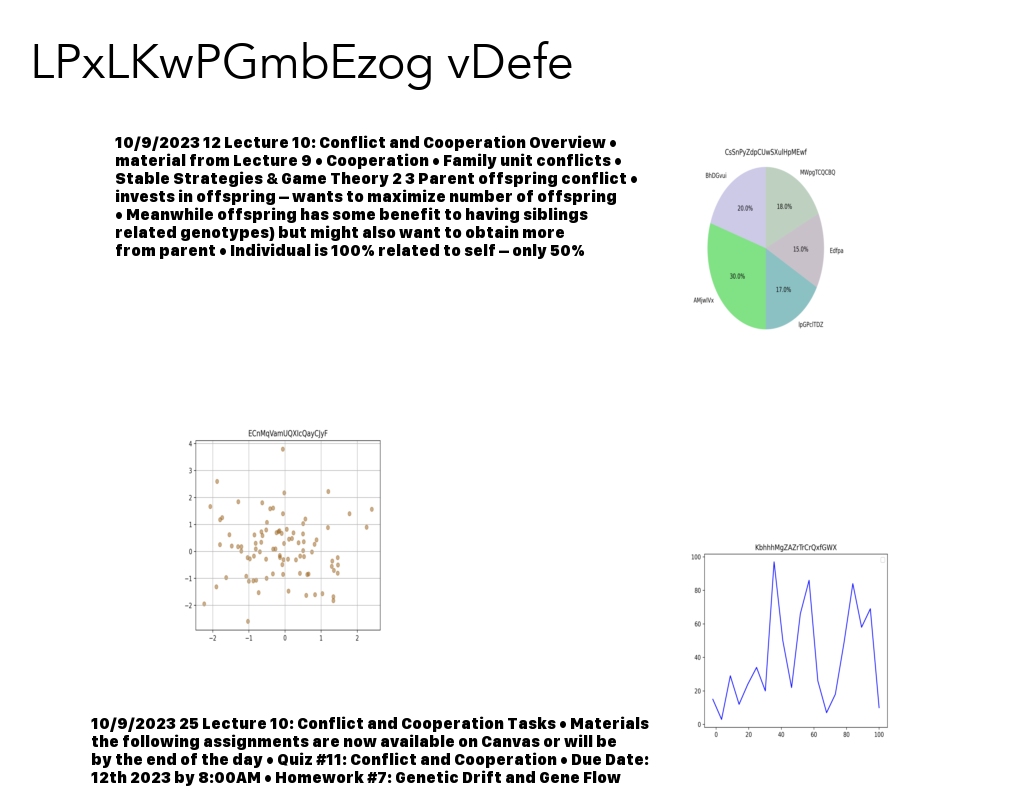 LPxLKwPGmbEzog vDefe
10/9/2023 12 Lecture 10: Conflict and Cooperation Overview •
material from Lecture 9 • Cooperation • Family unit conflicts •
Stable Strategies & Game Theory 2 3 Parent offspring conflict •
invests in offspring – wants to maximize number of offspring
• Meanwhile offspring has some benefit to having siblings
related genotypes) but might also want to obtain more
from parent • Individual is 100% related to self – only 50%
CsSnPyZdpCUwSXuIHpMEwf
BhDGvui
MWpgTCQCBQ
20.0%
18.0%
15.0%
Edfpa
30.0%
17.0%
AMjwlVx
IpGPclTDZ
ECnMqVamUQXlcQayCjyF
4
3
2
1
0
−1
−2
−2 −1 0 1 2
KbhhhMgZAZrTrCrQxfGWX
100
80
60
40
20
0
0 20 40 60 80 100
10/9/2023 25 Lecture 10: Conflict and Cooperation Tasks • Materials
the following assignments are now available on Canvas or will be
by the end of the day • Quiz #11: Conflict and Cooperation • Due Date:
12th 2023 by 8:00AM • Homework #7: Genetic Drift and Gene Flow